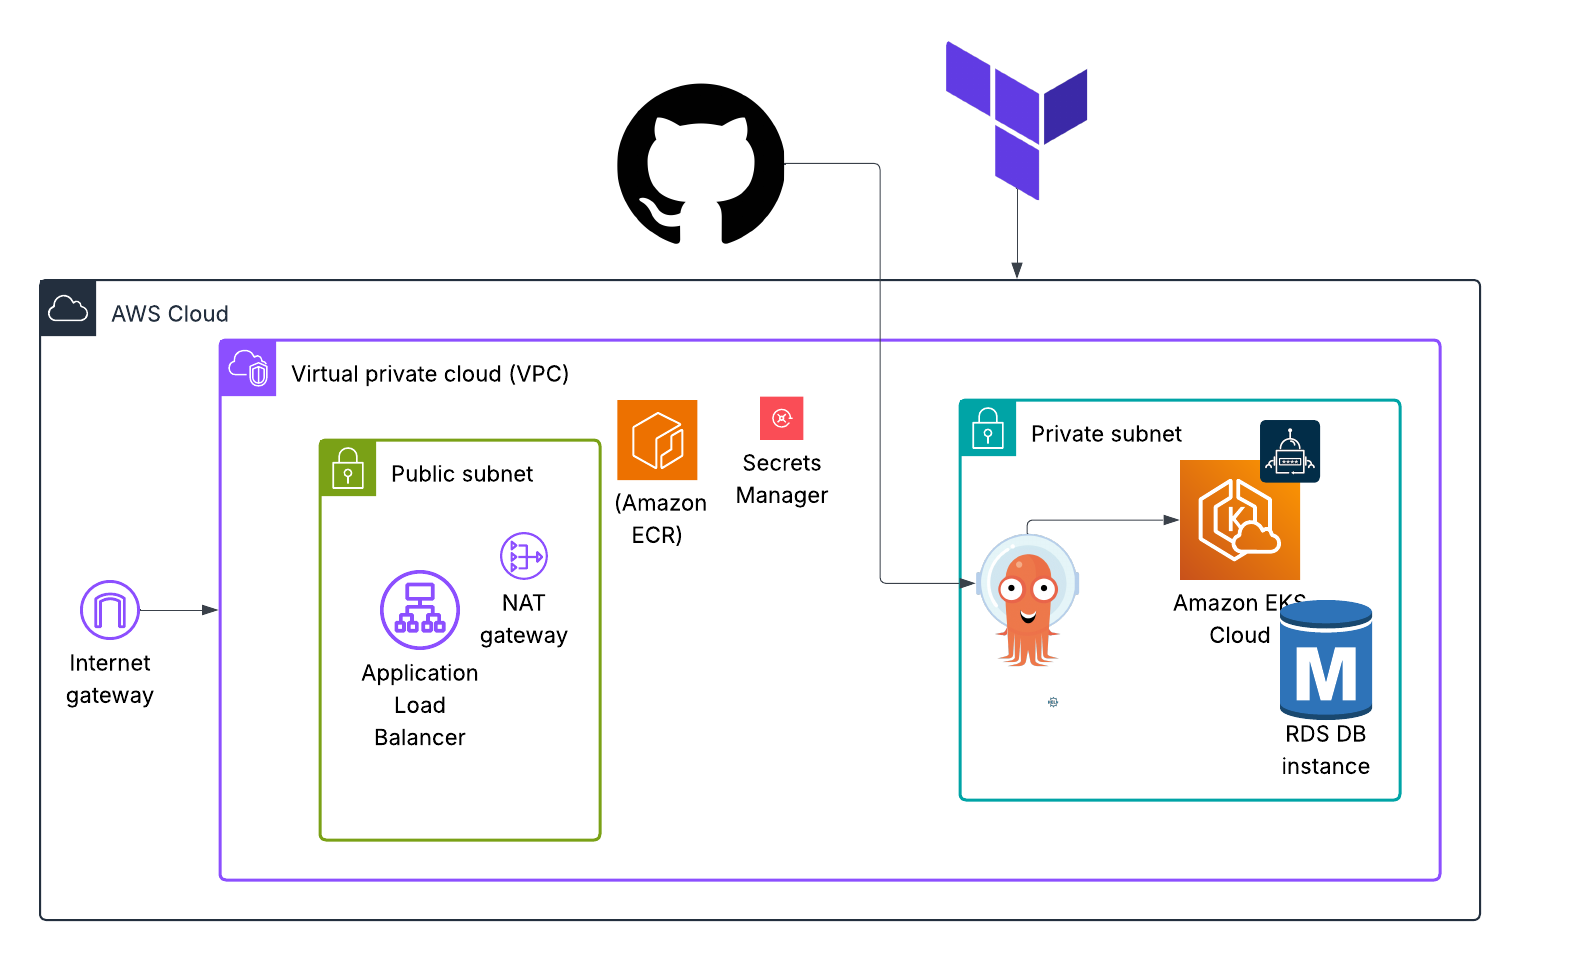 AWS Cloud
Virtual private cloud (VPC)
Public subnet
(Amazon
ECR)
Secrets
Manager
Private subnet
****
K
NAT
gateway
Application
Load
Balancer
Internet
gateway
Amazon EKS
Cloud
M
RDS DB
instance
HELM